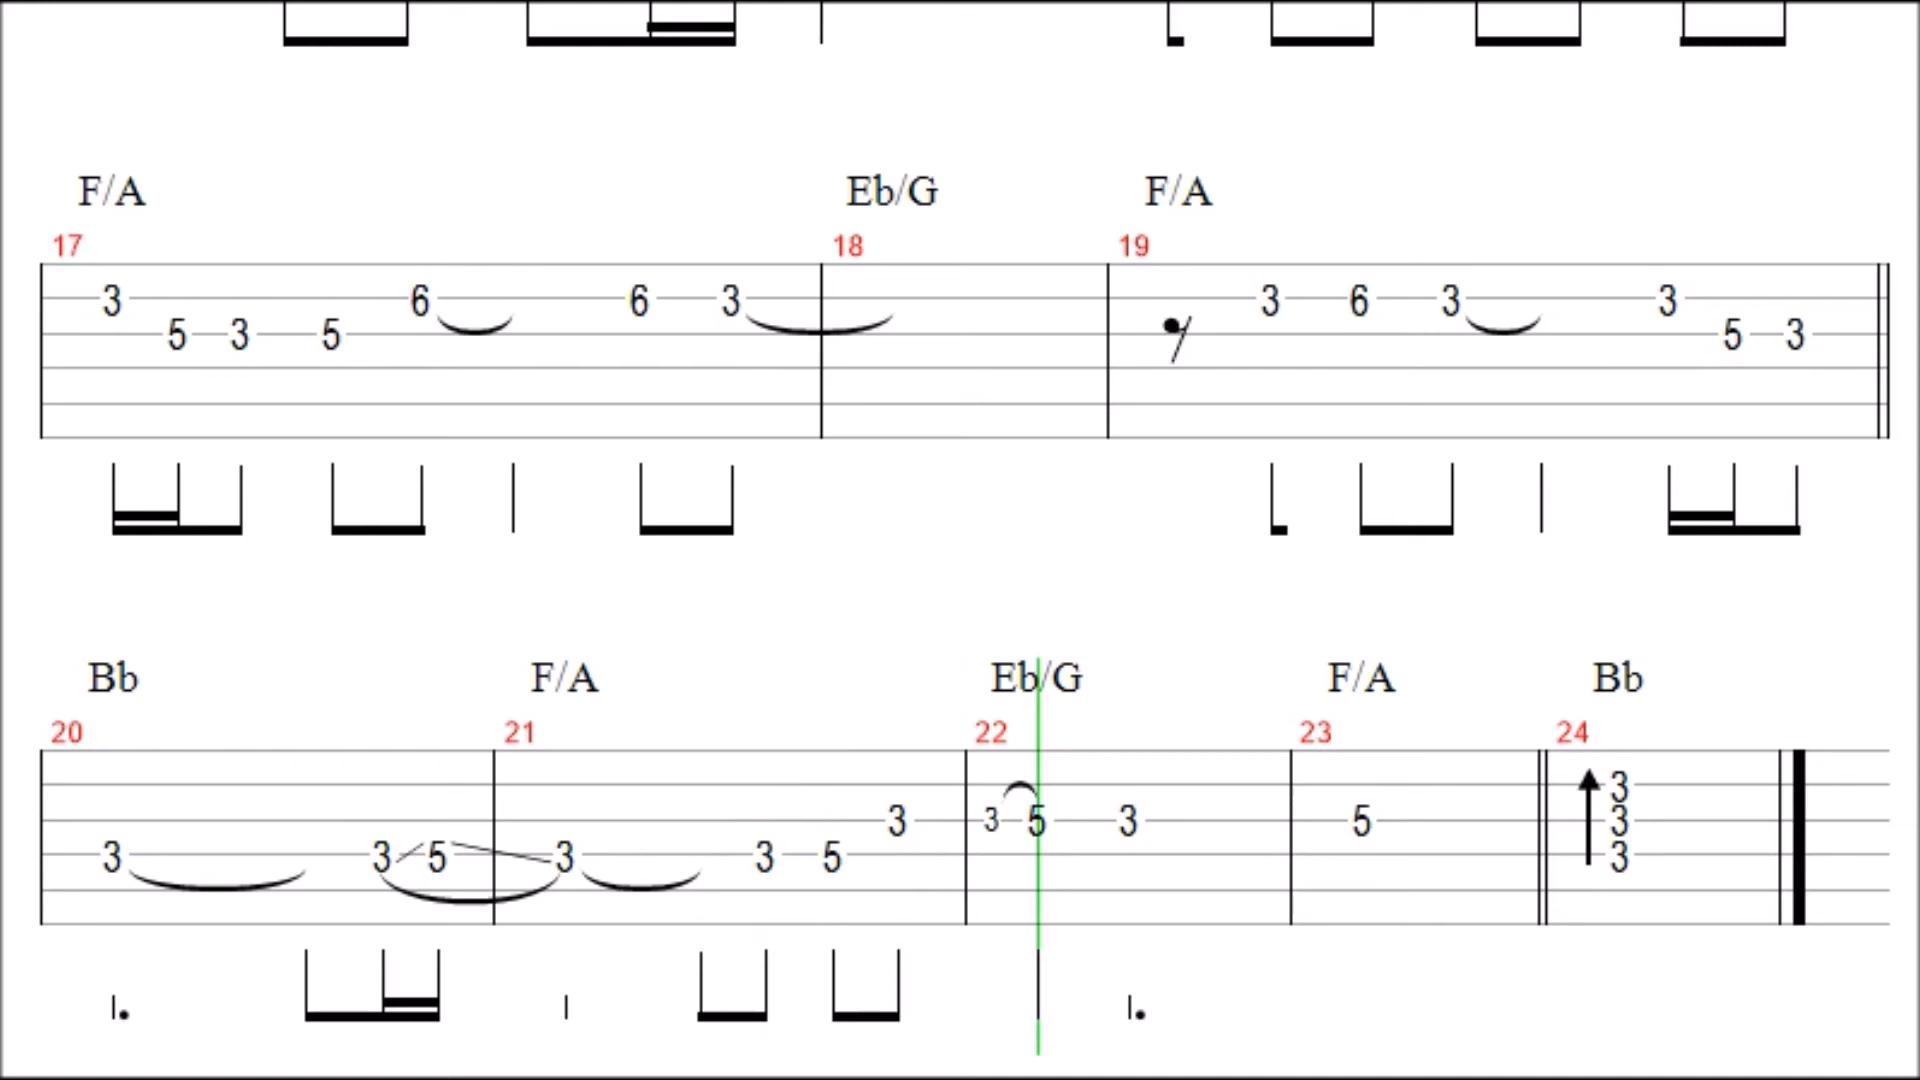 F/A Eb/G F/A
17 18 19
3 6 6 3 3 6 3 3
5 3 5 5 3
Bb F/A Eb/G F/A Bb
20 21 22 23 24
3
3 3 5 3 5 3
3 3 5 3 3 5 3